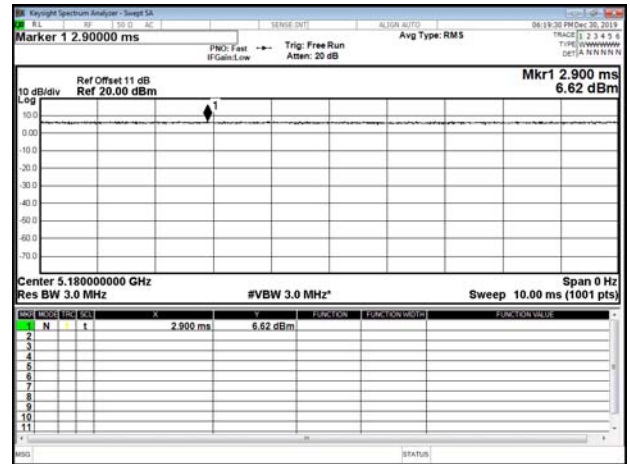 Keysight Spectrum Analyzer - Swept SA
RL RF 50 Ω AC SENSE:INT ALIGN AUTO 06:19:30 PM Dec 30, 2019
Marker 1 2.90000 ms
PNO: Fast
IFGain:Low
Trig: Free Run
Atten: 20 dB
Avg Type: RMS
TRACE 1 2 3 4 5 6
TYPE
DET A N N N N N
Ref Offset 11 dB
10 dB/div Ref 20.00 dBm
Mkr1 2.900 ms
6.62 dBm
Log
1
10.0
0.00
-10.0
-20.0
-30.0
-40.0
-50.0
-60.0
-70.0
Center 5.180000000 GHz
Span 0 Hz
Res BW 3.0 MHz #VBW 3.0 MHz* Sweep 10.00 ms (1001 pts)
MKR MODE TRC SCL X Y FUNCTION FUNCTION WIDTH FUNCTION VALUE
1 N 1 t 2.900 ms 6.62 dBm
2
3
4
5
6
7
8
9
10
11
MSG STATUS